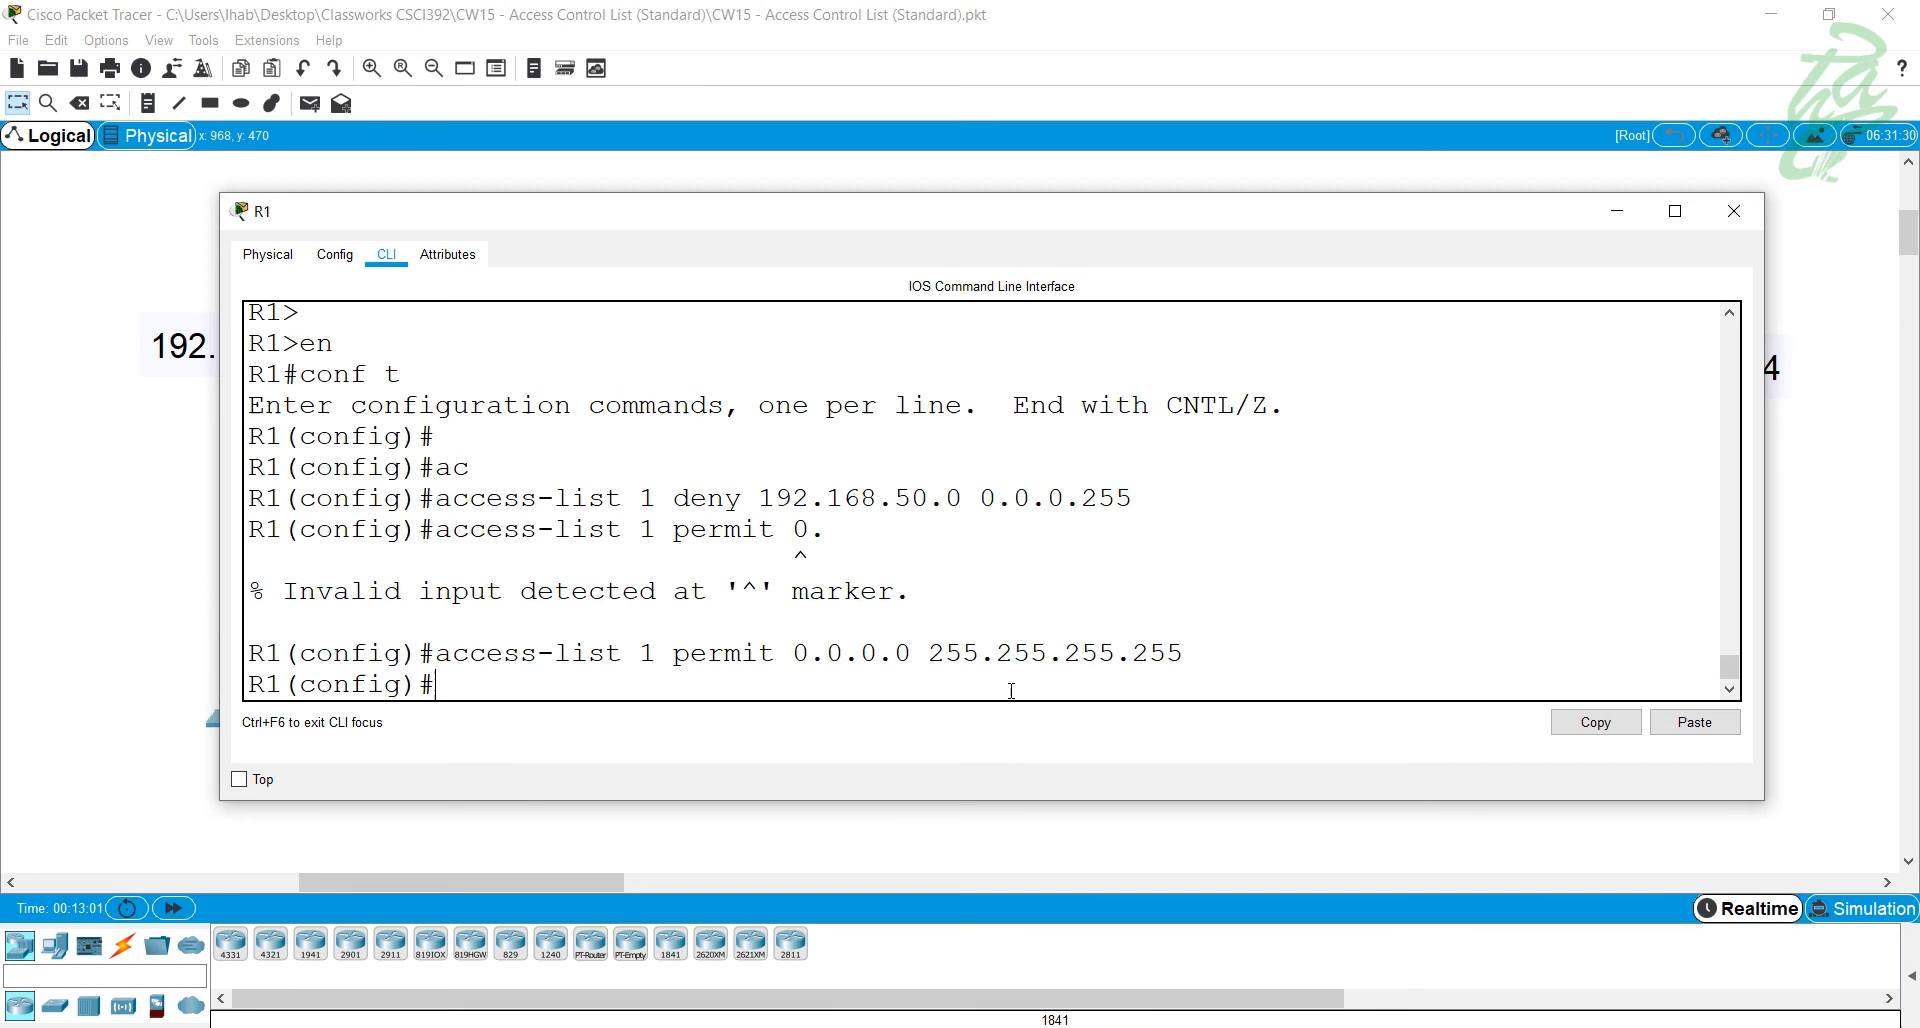 Cisco Packet Tracer - C:\Users\Ihab\Desktop\Classworks CSCI392\CW15 - Access Control List (Standard)\CW15 - Access Control List (Standard).pkt
File Edit Options View Tools Extensions Help
?
Logical Physical x: 968, y: 470 [Root] 06:31:30
R1
Physical Config CLI Attributes
IOS Command Line Interface
192.
4
R1>
R1>en
R1#conf t
Enter configuration commands, one per line.  End with CNTL/Z.
R1(config)#
R1(config)#ac
R1(config)#access-list 1 deny 192.168.50.0 0.0.0.255
R1(config)#access-list 1 permit 0.
^
% Invalid input detected at '^' marker.
R1(config)#access-list 1 permit 0.0.0.0 255.255.255.255
R1(config)#
Ctrl+F6 to exit CLI focus Copy Paste
Top
Time: 00:13:01 Realtime Simulation
4331 4321 1941 2901 2911 819IOX 819HGW 829 1240 PT-Router PT-Empty 1841 2620XM 2621XM 2811
1841